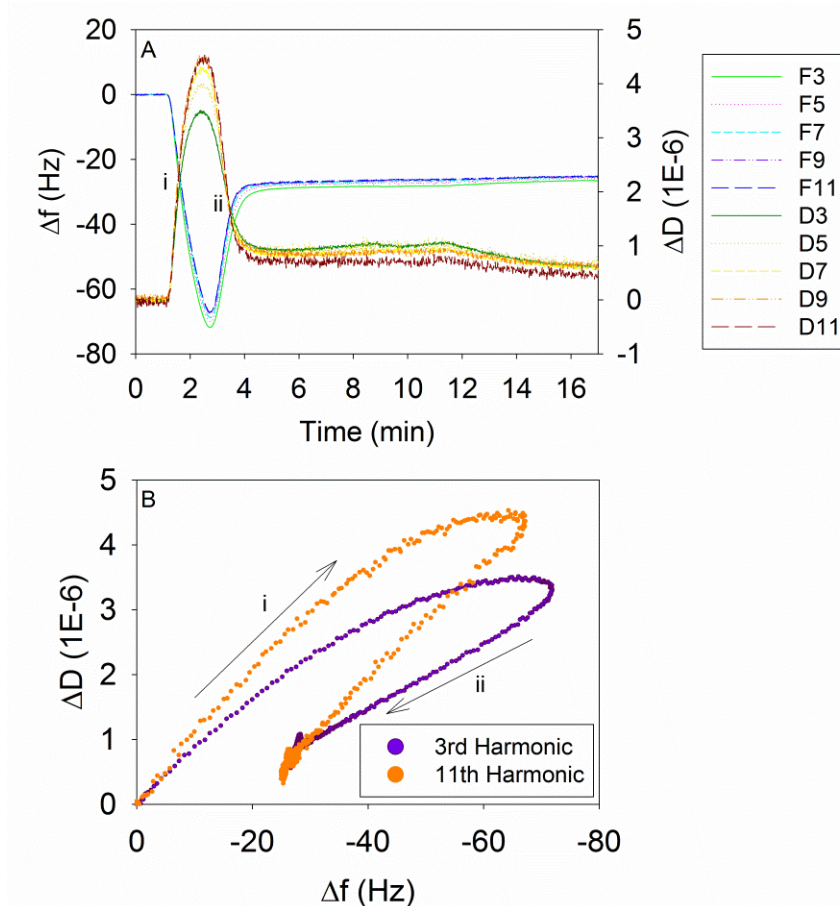 A
20
0
-20
-40
-60
-80
Δf (Hz)
5
4
3
2
1
0
-1
ΔD (1E-6)
i
ii
0 2 4 6 8 10 12 14 16
Time (min)
F3
F5
F7
F9
F11
D3
D5
D7
D9
D11
B
5
4
3
2
1
0
ΔD (1E-6)
i
ii
3rd Harmonic
11th Harmonic
0 -20 -40 -60 -80
Δf (Hz)